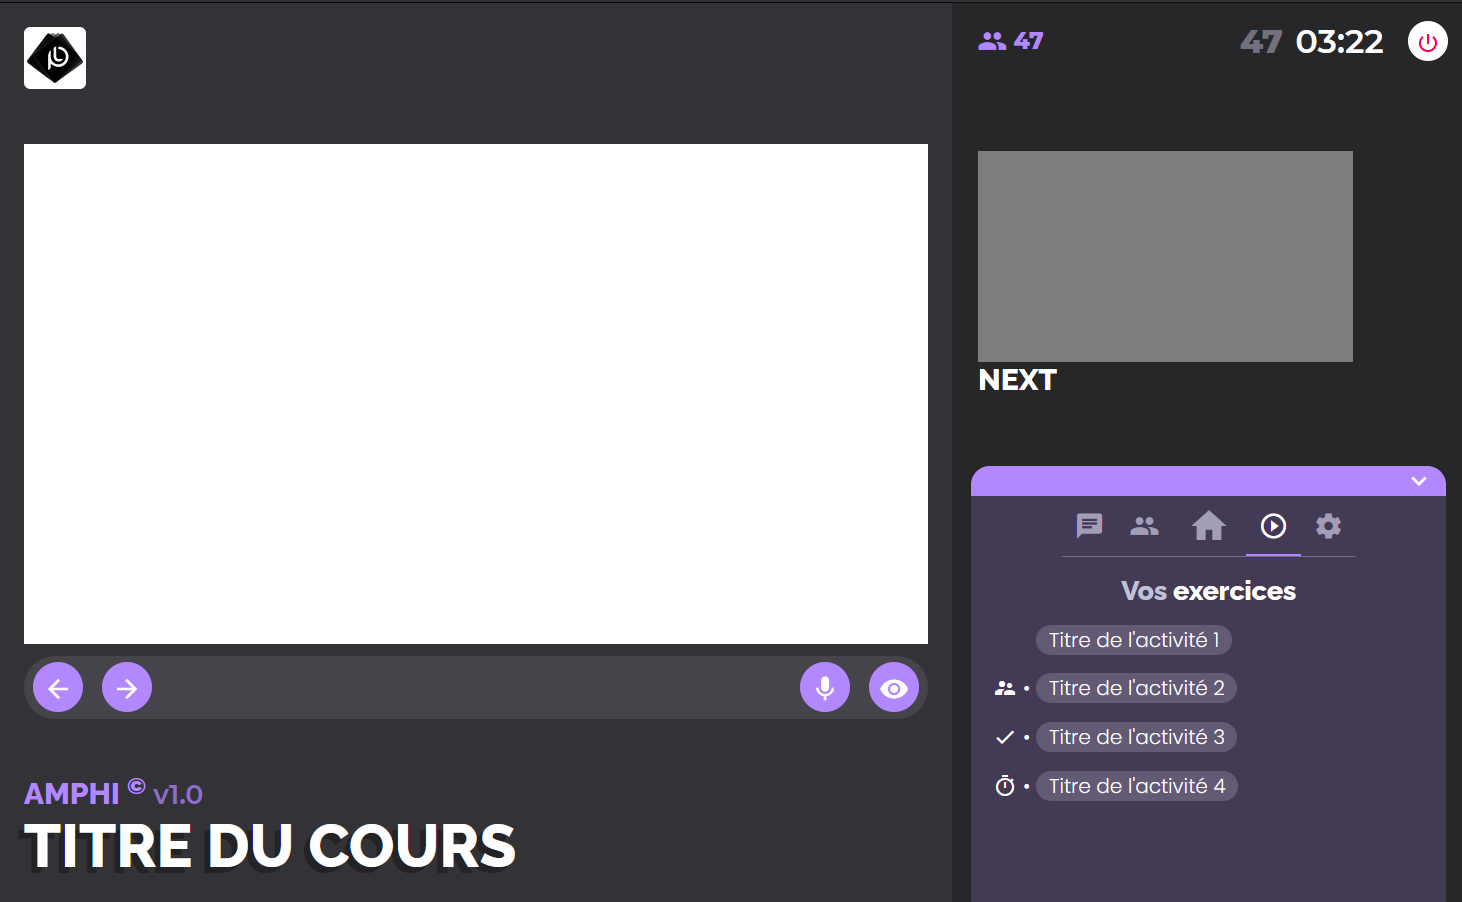 47
47 03:22
NEXT
Vos exercices
Titre de l'activité 1
• Titre de l'activité 2
• Titre de l'activité 3
• Titre de l'activité 4
AMPHI © v1.0
TITRE DU COURS